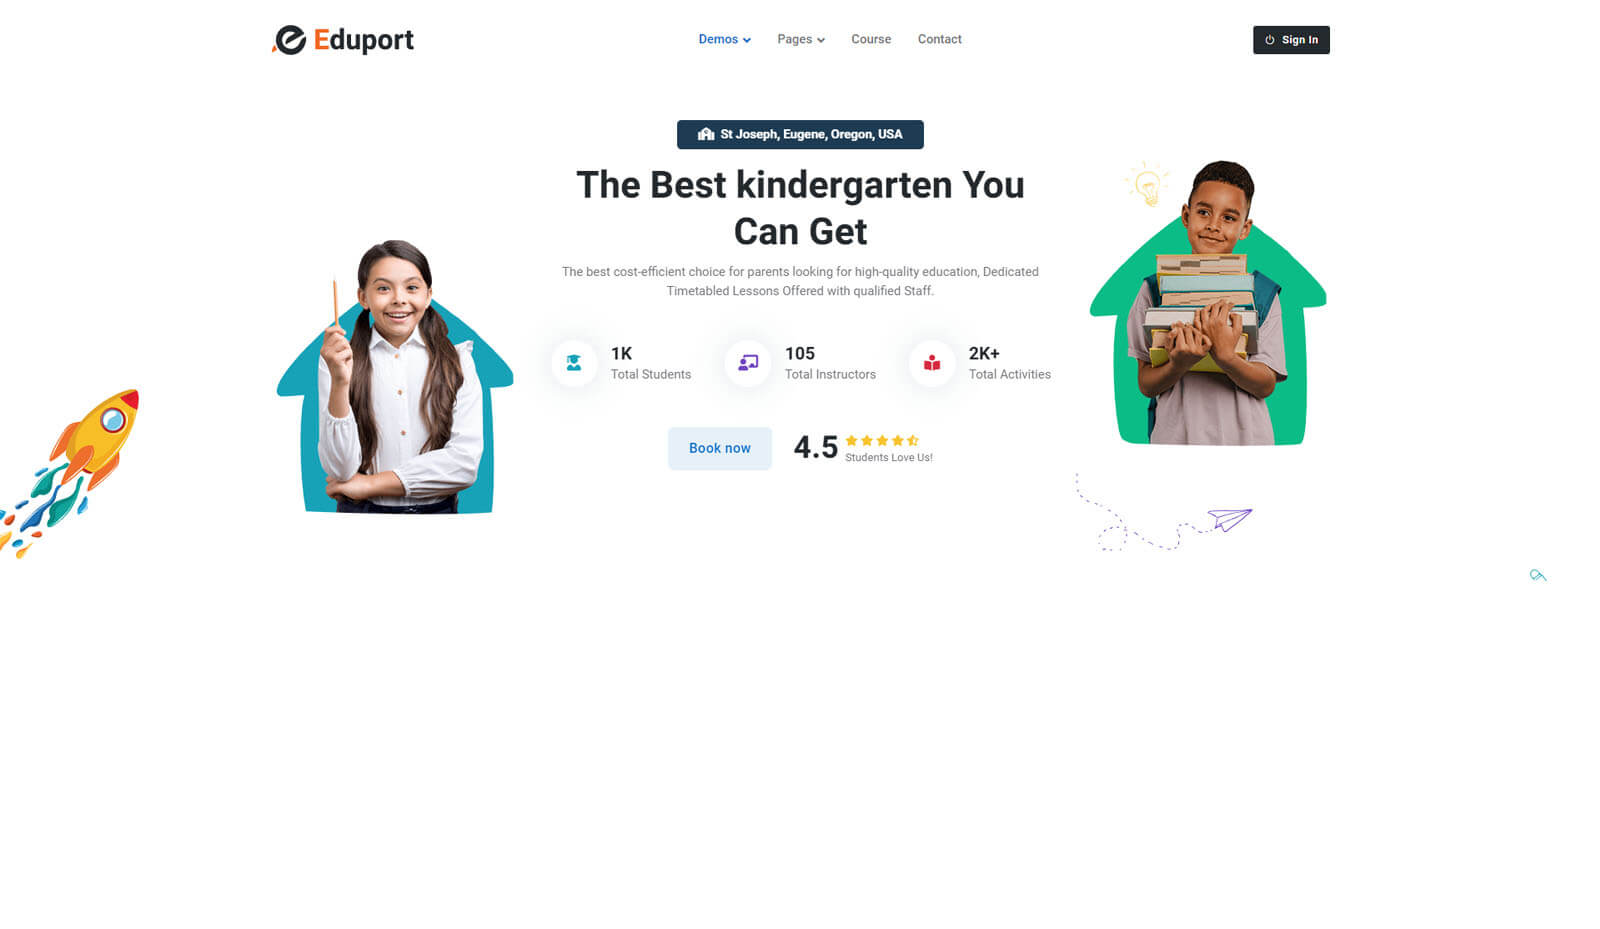 Eduport
Demos
Pages
Course
Contact
Sign In
St Joseph, Eugene, Oregon, USA
The Best kindergarten You
Can Get
The best cost-efficient choice for parents looking for high-quality education, Dedicated
Timetabled Lessons Offered with qualified Staff.
1K
Total Students
105
Total Instructors
2K+
Total Activities
Book now
4.5
Students Love Us!